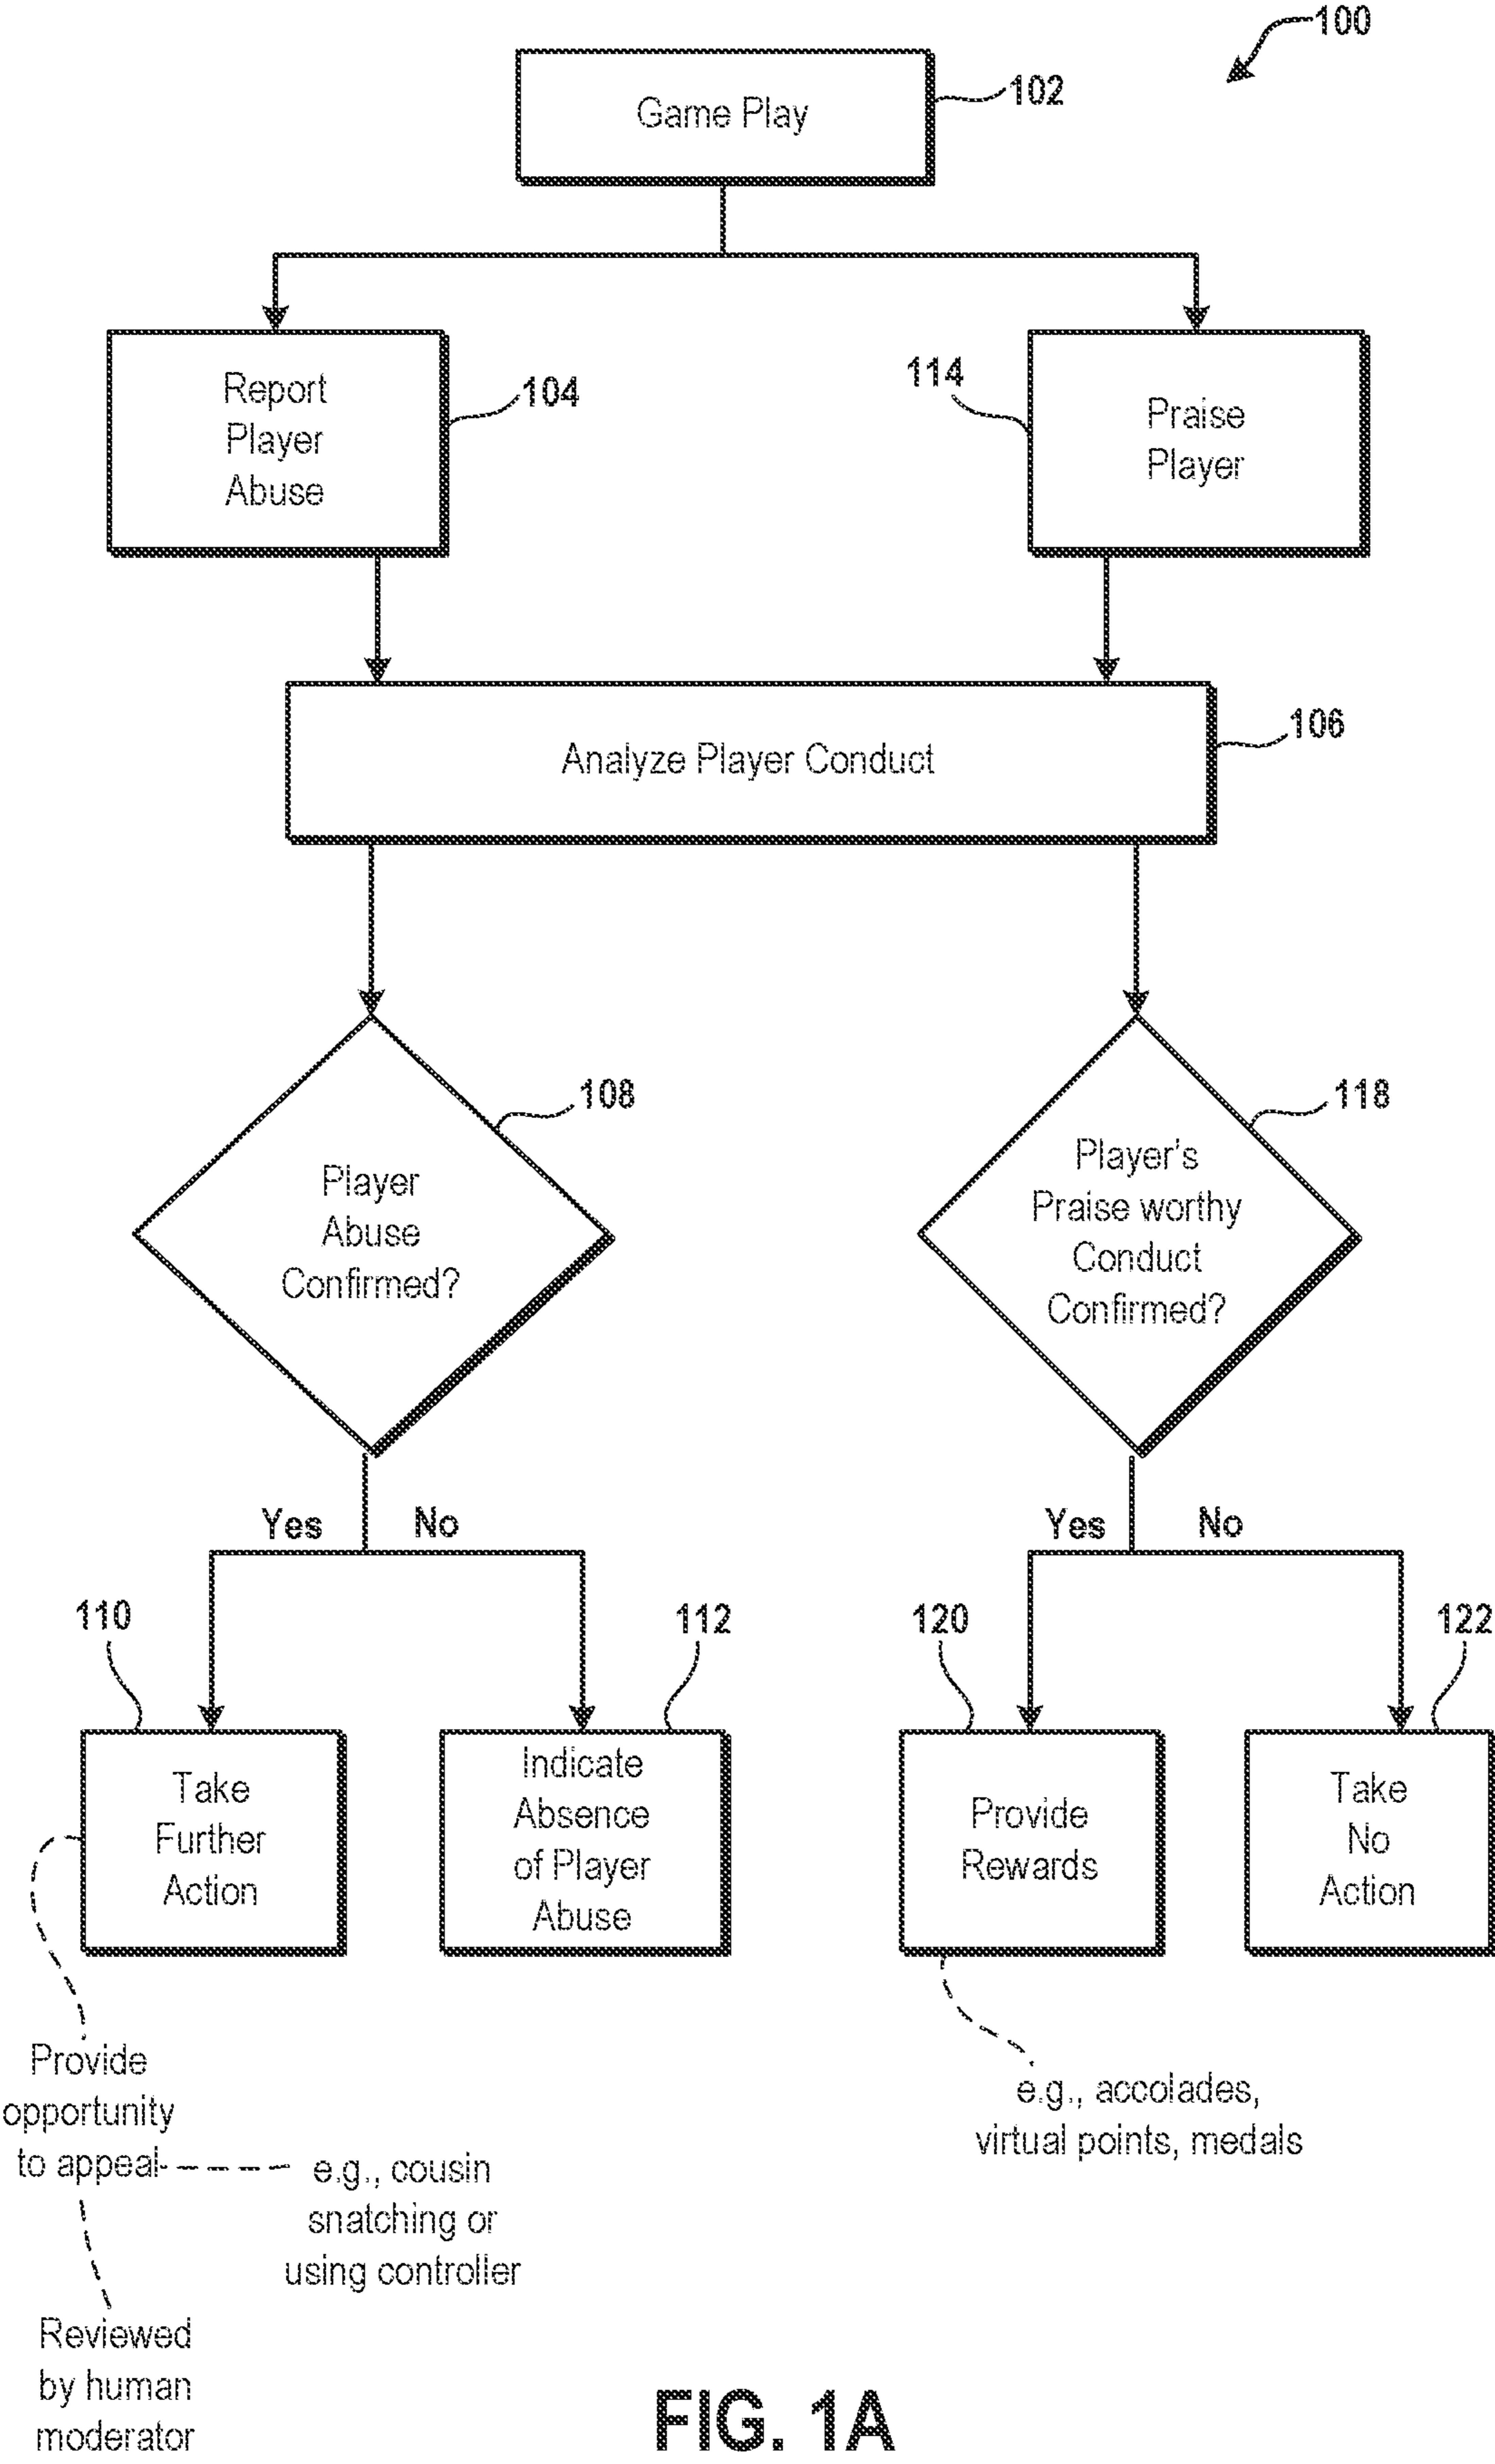 100
Game Play
102
Report
Player
Abuse
104
114
Praise
Player
Analyze Player Conduct
106
Player
Abuse
Confirmed?
108
Player's
Praise worthy
Conduct
Confirmed?
118
Yes
No
Yes
No
110
112
120
122
Take
Further
Action
Indicate
Absence
of Player
Abuse
Provide
Rewards
Take
No
Action
Provide
opportunity
to appeal
e.g., cousin
snatching or
using controller
e.g., accolades,
virtual points, medals
Reviewed
by human
moderator
FIG. 1A